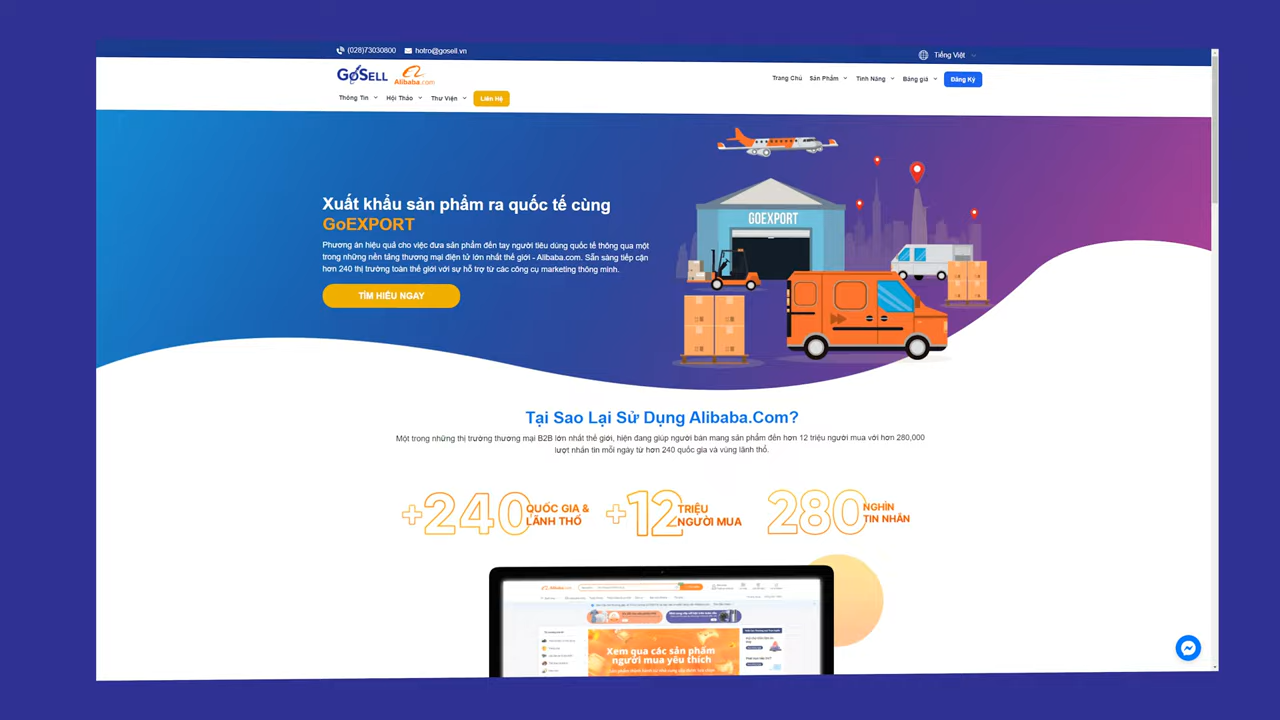 (028)73030800 hotro@gosell.vn Tiếng Việt
GoSELL Alibaba.com
Trang Chủ Sản Phẩm Tính Năng Bảng giá Đăng Ký
Thông Tin Hội Thảo Thư Viện Liên Hệ
Xuất khẩu sản phẩm ra quốc tế cùng
GoEXPORT
Phương án hiệu quả cho việc đưa sản phẩm đến tay người tiêu dùng quốc tế thông qua một
trong những nền tảng thương mại điện tử lớn nhất thế giới - Alibaba.com. Sẵn sàng tiếp cận
hơn 240 thị trường toàn thế giới với sự hỗ trợ từ các công cụ marketing thông minh.
TÌM HIỂU NGAY
GOEXPORT
Tại Sao Lại Sử Dụng Alibaba.Com?
Một trong những thị trường thương mại B2B lớn nhất thế giới, hiện đang giúp người bán mang sản phẩm đến hơn 12 triệu người mua với hơn 280,000
lượt nhắn tin mỗi ngày từ hơn 240 quốc gia và vùng lãnh thổ.
+240 QUỐC GIA &
LÃNH THỔ
+12 TRIỆU
NGƯỜI MUA
280 NGHÌN
TIN NHẮN
Alibaba.com
Xem qua các sản phẩm
người mua yêu thích